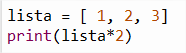 lista = [ 1, 2, 3]
print(lista*2)